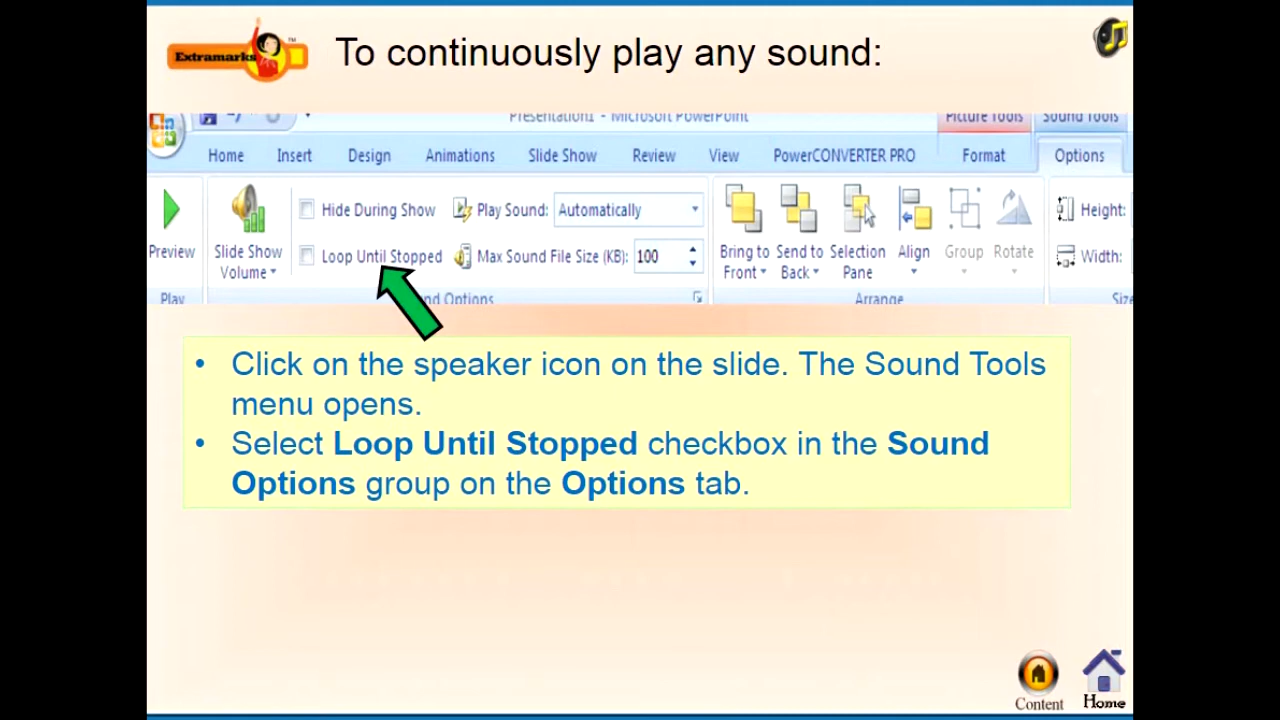 Extramarks™
To continuously play any sound:
Presentation1 - Microsoft PowerPoint
Picture Tools
Sound Tools
Home Insert Design Animations Slide Show Review View PowerCONVERTER PRO Format Options
Hide During Show Play Sound: Automatically
Height:
Preview
Slide Show
Volume
Loop Until Stopped Max Sound File Size (KB): 100
Bring to
Front
Send to
Back
Selection
Pane
Align
Group
Rotate
Width:
Play
Options
Arrange
• Click on the speaker icon on the slide. The Sound Tools
menu opens.
• Select Loop Until Stopped checkbox in the Sound
Options group on the Options tab.
Content
Home